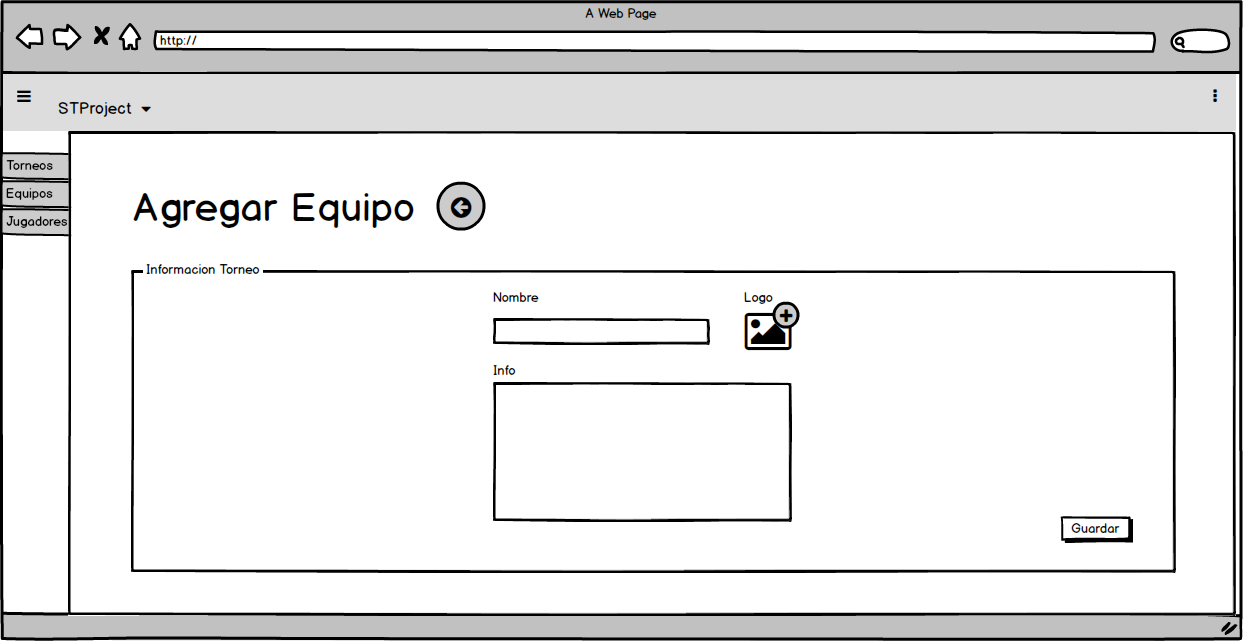 A Web Page
http://
STProject
Torneos
Equipos
Jugadores
Agregar Equipo
Informacion Torneo
Nombre
Logo
Info
Guardar